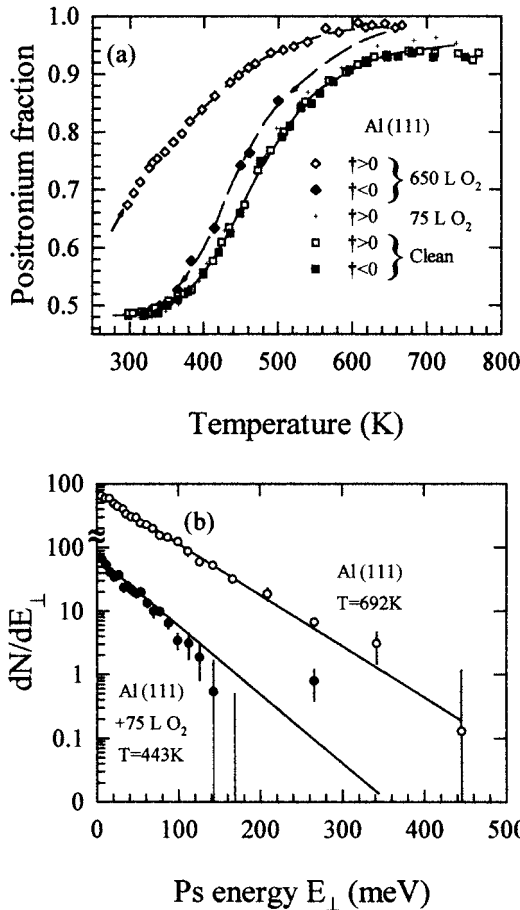 (a)
1.0
0.9
0.8
0.7
0.6
0.5
Positronium fraction
Al (111)
†>0
†<0
650 L O₂
†>0
75 L O₂
†>0
†<0
Clean
300 400 500 600 700 800
Temperature (K)
(b)
100
100
10
1
0.1
0
dN/dE⊥
Al (111)
T=692K
Al (111)
+75 L O₂
T=443K
0 100 200 300 400 500
Ps energy E⊥ (meV)